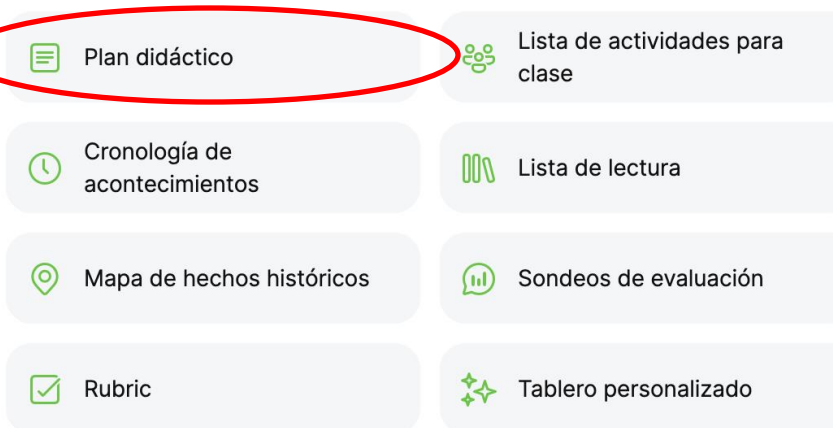 Plan didáctico
Lista de actividades para
clase
Cronología de
acontecimientos
Lista de lectura
Mapa de hechos históricos
Sondeos de evaluación
Rubric
Tablero personalizado